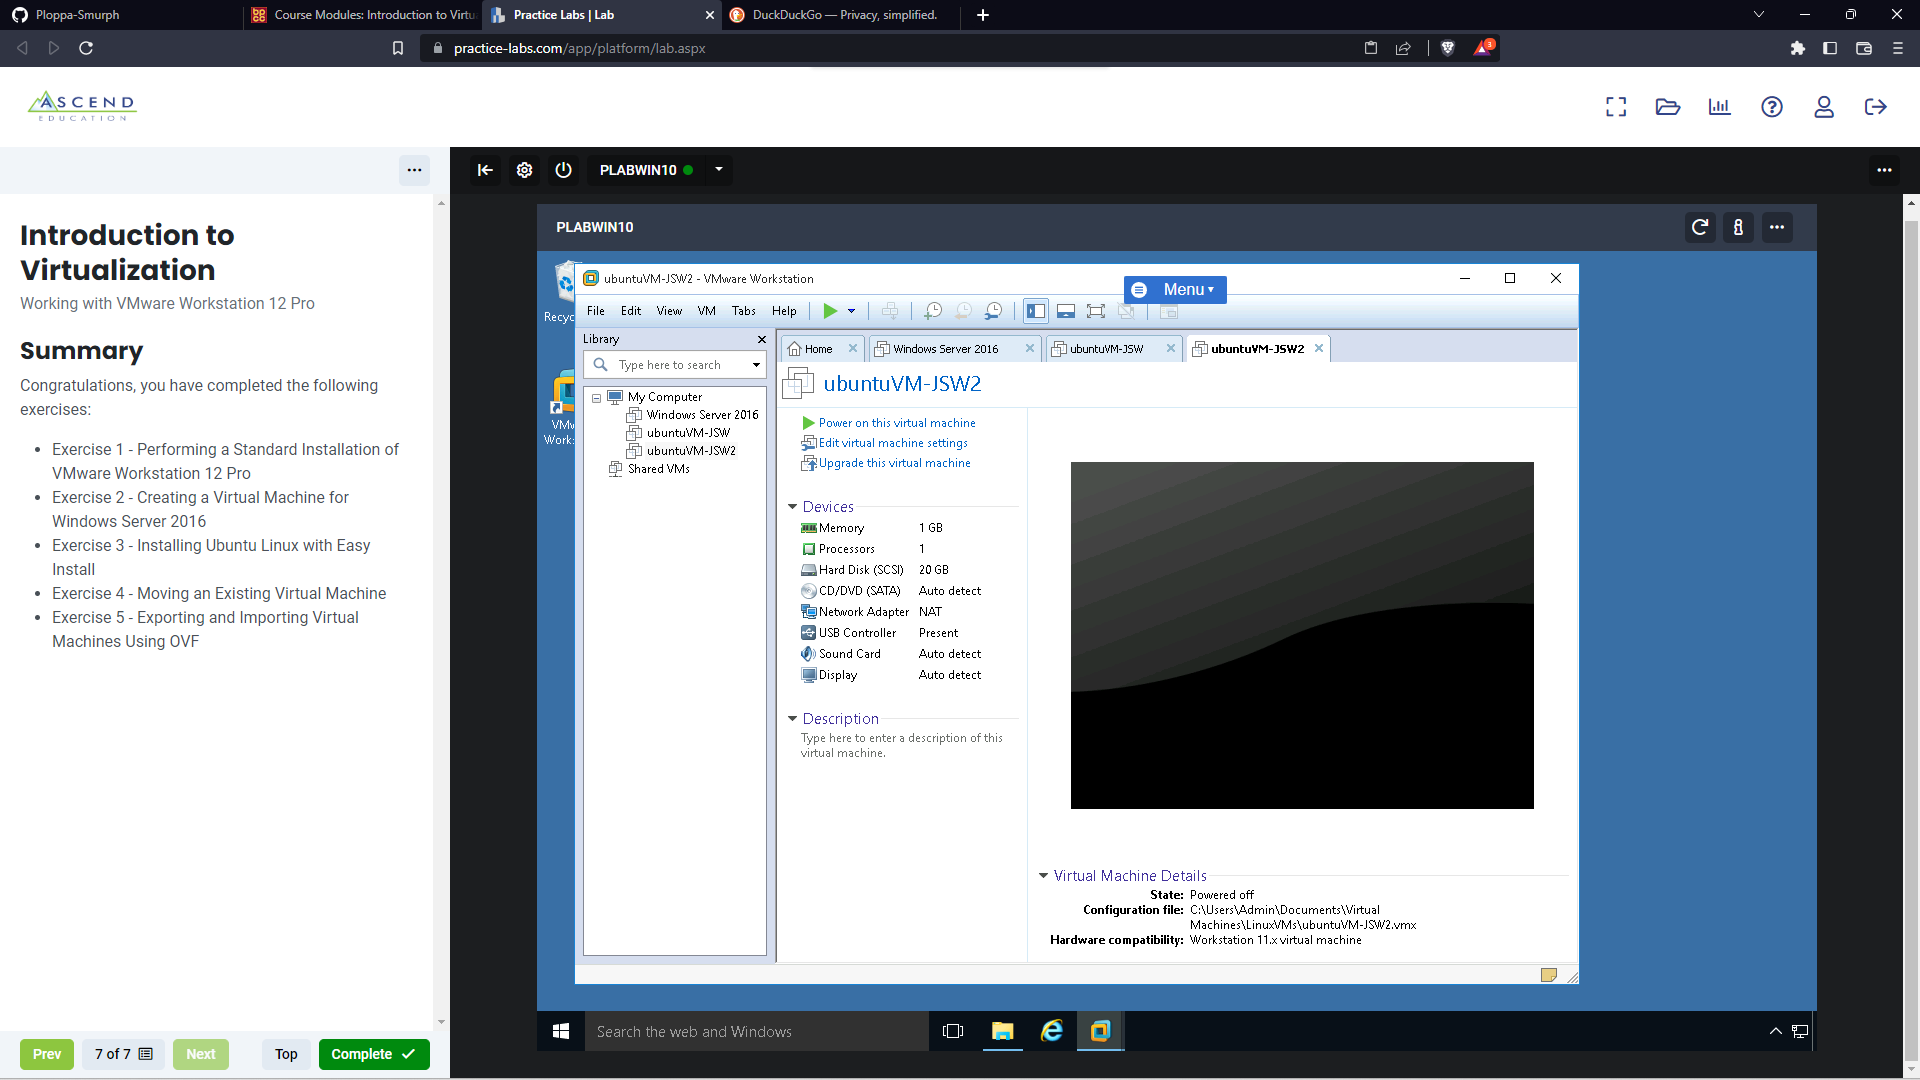 Ploppa-Smurph
Course Modules: Introduction to Virtu
Practice Labs | Lab
DuckDuckGo — Privacy, simplified.
practice-labs.com/app/platform/lab.aspx
3
ASCEND
EDUCATION
PLABWIN10
Introduction to
Virtualization
Working with VMware Workstation 12 Pro
Summary
Congratulations, you have completed the following
exercises:
Exercise 1 - Performing a Standard Installation of
VMware Workstation 12 Pro
Exercise 2 - Creating a Virtual Machine for
Windows Server 2016
Exercise 3 - Installing Ubuntu Linux with Easy
Install
Exercise 4 - Moving an Existing Virtual Machine
Exercise 5 - Exporting and Importing Virtual
Machines Using OVF
Prev
7 of 7
Next
Top
Complete
PLABWIN10
Recyc
VMw
Work:
ubuntuVM-JSW2 - VMware Workstation
Menu
File Edit View VM Tabs Help
Library
Type here to search
My Computer
Windows Server 2016
ubuntuVM-JSW
ubuntuVM-JSW2
Shared VMs
Home
Windows Server 2016
ubuntuVM-JSW
ubuntuVM-JSW2
ubuntuVM-JSW2
Power on this virtual machine
Edit virtual machine settings
Upgrade this virtual machine
Devices
Memory 1 GB
Processors 1
Hard Disk (SCSI) 20 GB
CD/DVD (SATA) Auto detect
Network Adapter NAT
USB Controller Present
Sound Card Auto detect
Display Auto detect
Description
Type here to enter a description of this
virtual machine.
Virtual Machine Details
State: Powered off
Configuration file: C:\Users\Admin\Documents\Virtual
Machines\LinuxVMs\ubuntuVM-JSW2.vmx
Hardware compatibility: Workstation 11.x virtual machine
Search the web and Windows